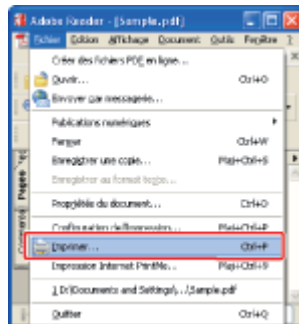 Adobe Reader - [Sample.pdf]
Fichier Edition Affichage Document Outils Fenêtre ?
Créer des fichiers PDF en ligne...
Ouvrir... Ctrl+O
Envoyer par messagerie...
Publications numériques
Fermer Ctrl+W
Enregistrer une copie... Maj+Ctrl+S
Enregistrer au format texte...
Propriétés du document... Ctrl+D
Configuration de l'impression... Maj+Ctrl+P
Imprimer... Ctrl+P
Impression Internet PrintMe... Maj+Ctrl+9
1 D:\Documents and Settings\...\Sample.pdf
Quitter Ctrl+Q
Pages